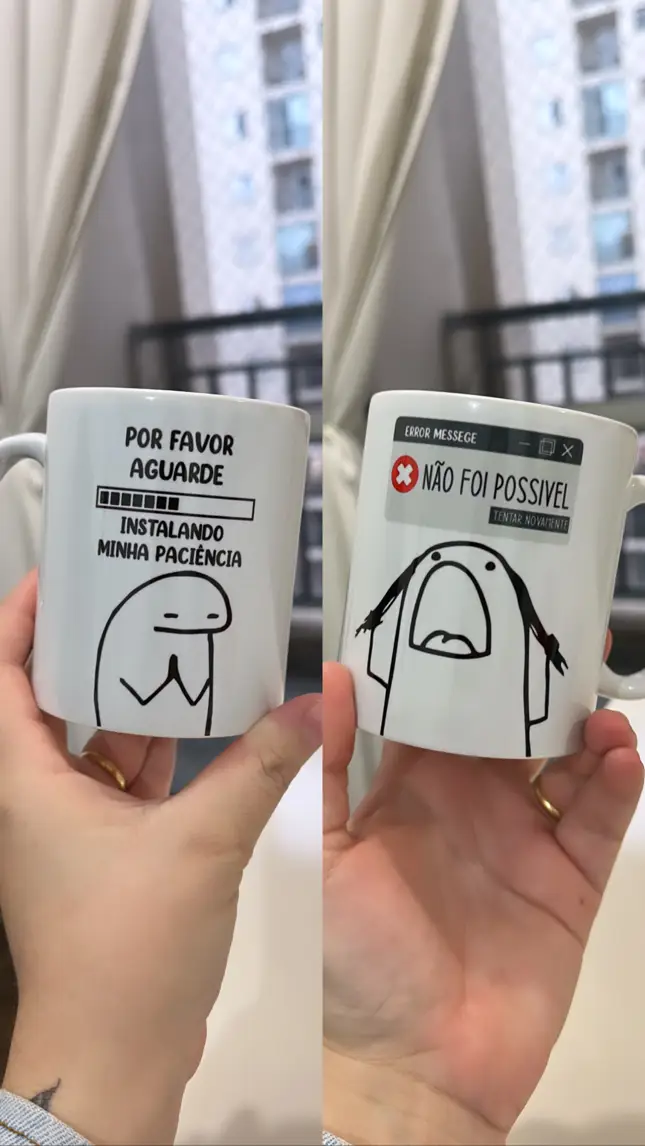 POR FAVOR
AGUARDE
INSTALANDO
MINHA PACIÊNCIA
ERROR MESSEGE
NÃO FOI POSSIVEL
TENTAR NOVAMENTE